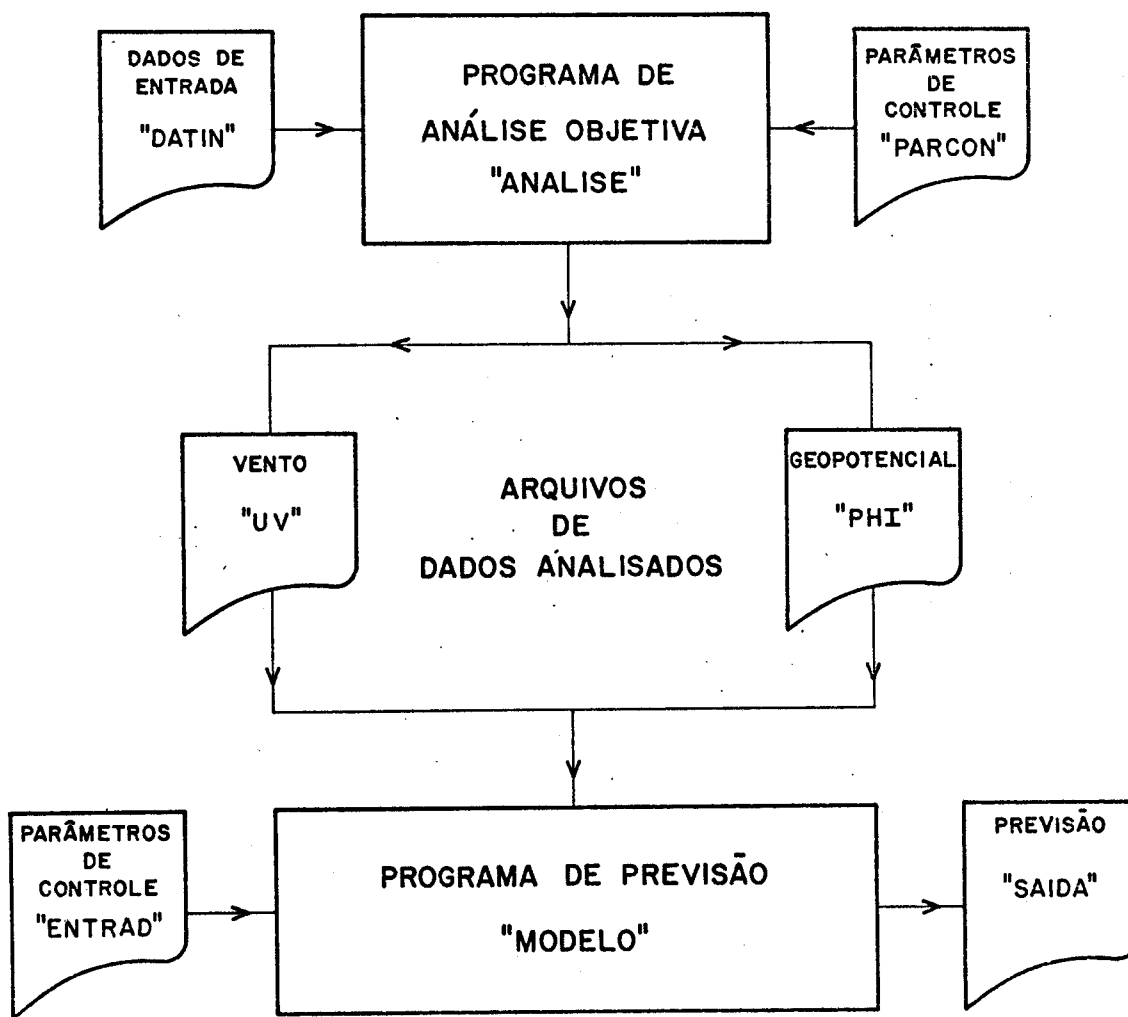 DADOS DE
ENTRADA
"DATIN"
PROGRAMA DE
ANÁLISE OBJETIVA
"ANALISE"
PARÂMETROS
DE
CONTROLE
"PARCON"
VENTO
"UV"
ARQUIVOS
DE
DADOS ANALISADOS
GEOPOTENCIAL
"PHI"
PARÂMETROS
DE
CONTROLE
"ENTRAD"
PROGRAMA DE PREVISÃO
"MODELO"
PREVISÃO
"SAIDA"